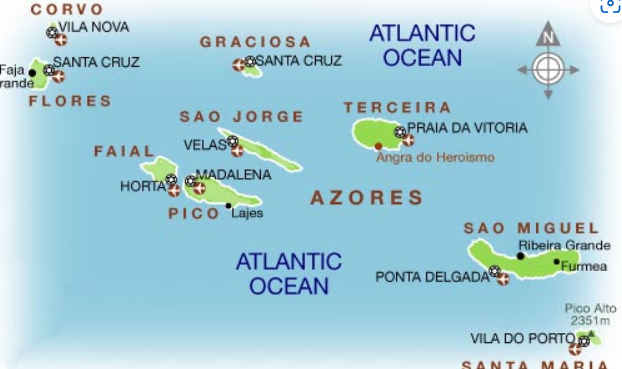 CORVO
VILA NOVA
GRACIOSA
SANTA CRUZ
ATLANTIC
OCEAN
N
Faja
rande
SANTA CRUZ
FLORES
SAO JORGE
VELAS
TERCEIRA
PRAIA DA VITORIA
Angra do Heroismo
FAIAL
HORTA
MADALENA
PICO
Lajes
AZORES
SAO MIGUEL
Ribeira Grande
Furmea
PONTA DELGADA
ATLANTIC
OCEAN
Pico Alto
2351m
VILA DO PORTO
SANTA MARIA